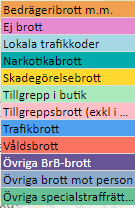 Bedrägeribrott m.m.
Ej brott
Lokala trafikkoder
Narkotikabrott
Skadegörelsebrott
Tillgrepp i butik
Tillgreppsbrott (exkl i ...
Trafikbrott
Våldsbrott
Övriga BrB-brott
Övriga brott mot person
Övriga specialstraffrätt...